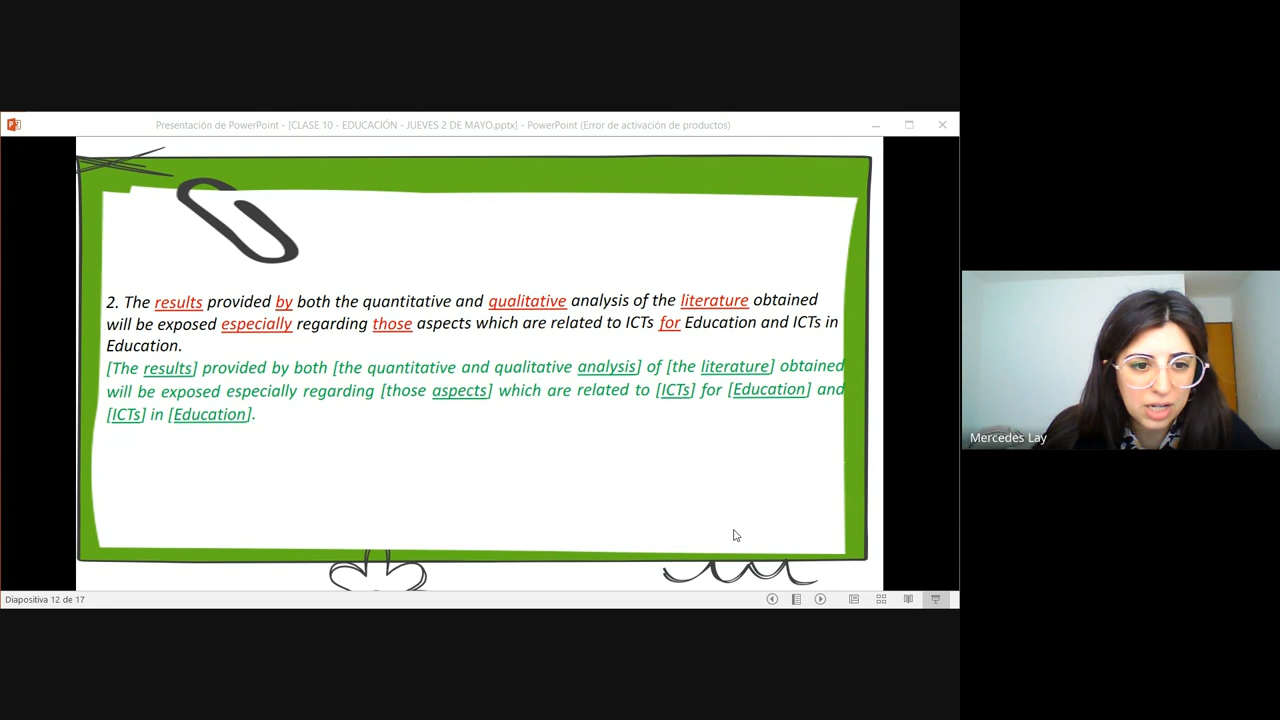 Presentación de PowerPoint - [CLASE 10 - EDUCACIÓN - JUEVES 2 DE MAYO.pptx] - PowerPoint (Error de activación de productos)
2. The results provided by both the quantitative and qualitative analysis of the literature obtained
will be exposed especially regarding those aspects which are related to ICTs for Education and ICTs in
Education.
[The results] provided by both [the quantitative and qualitative analysis] of [the literature] obtained
will be exposed especially regarding [those aspects] which are related to [ICTs] for [Education] and
[ICTs] in [Education].
Mercedes Lay
Diapositiva 12 de 17